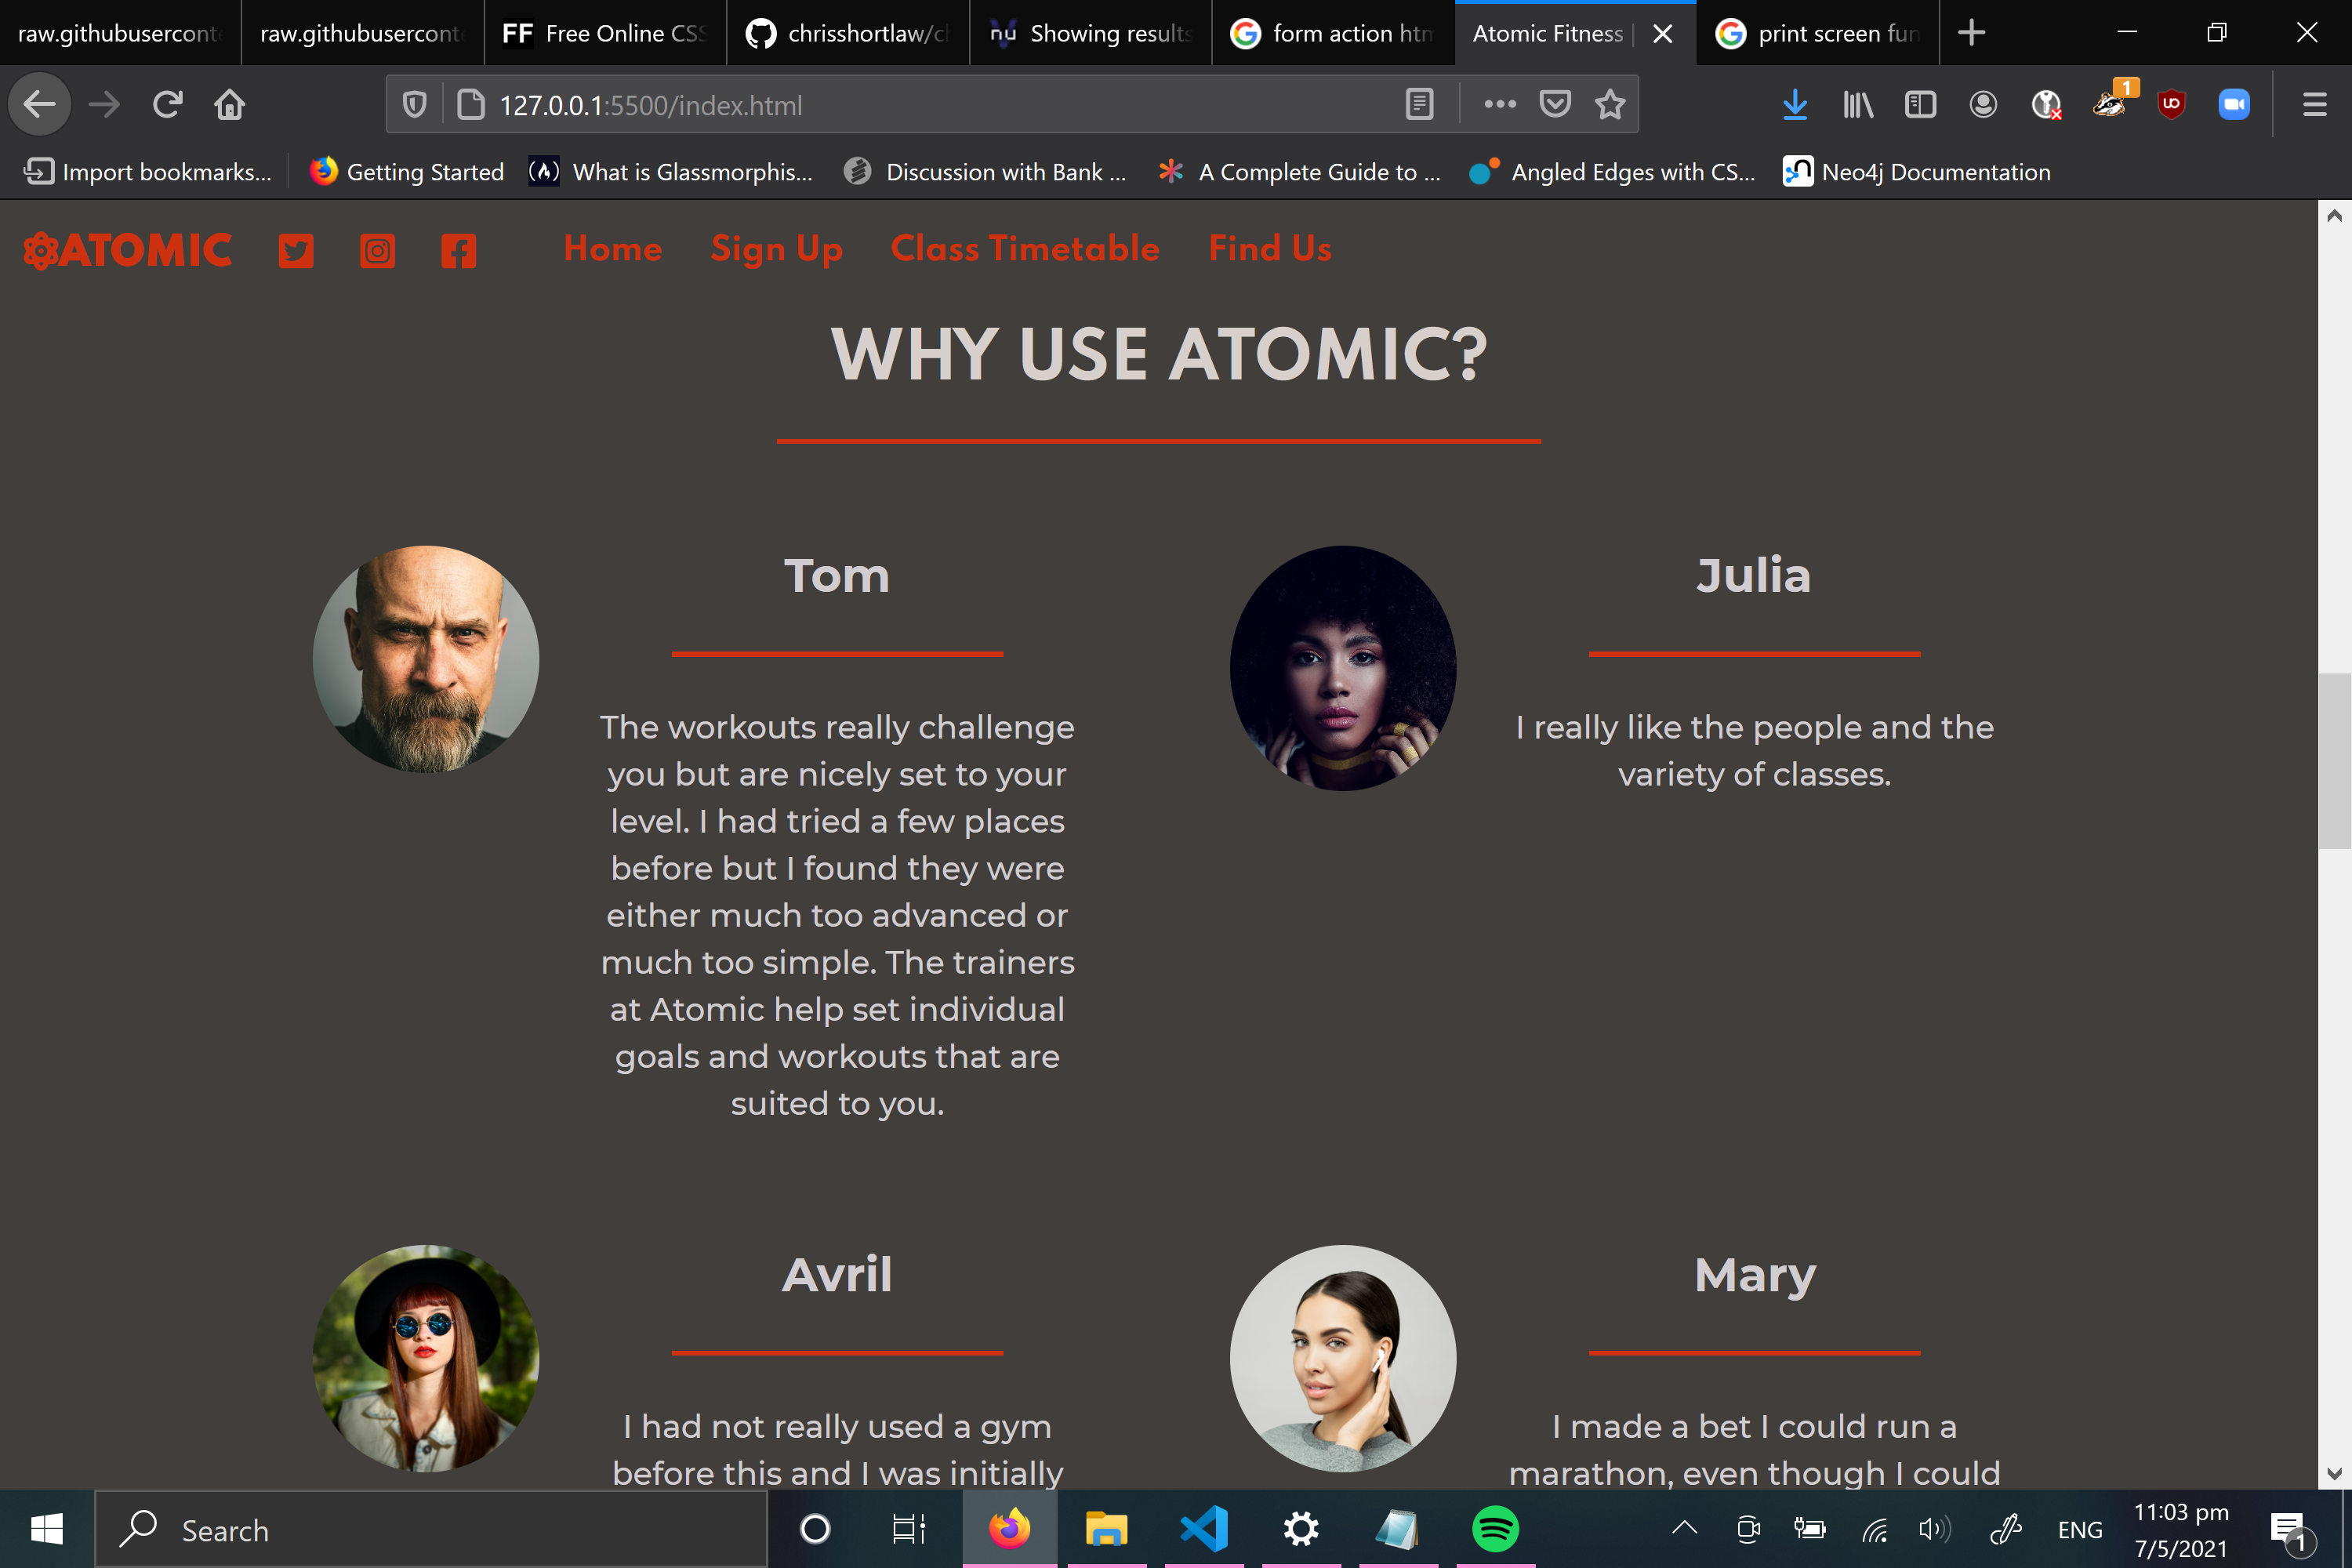 raw.githubuserconte
raw.githubuserconte
FF Free Online CSS
chrisshortlaw/cl
nu Showing results
form action htm
Atomic Fitness |
print screen fun
127.0.0.1:5500/index.html
1
Import bookmarks...
Getting Started
What is Glassmorphis...
Discussion with Bank ...
A Complete Guide to ...
Angled Edges with CS...
Neo4j Documentation
ATOMIC
Home
Sign Up
Class Timetable
Find Us
WHY USE ATOMIC?
Tom
The workouts really challenge
you but are nicely set to your
level. I had tried a few places
before but I found they were
either much too advanced or
much too simple. The trainers
at Atomic help set individual
goals and workouts that are
suited to you.
Julia
I really like the people and the
variety of classes.
Avril
I had not really used a gym
before this and I was initially
Mary
I made a bet I could run a
marathon, even though I could
Search
ENG
11:03 pm
7/5/2021
1